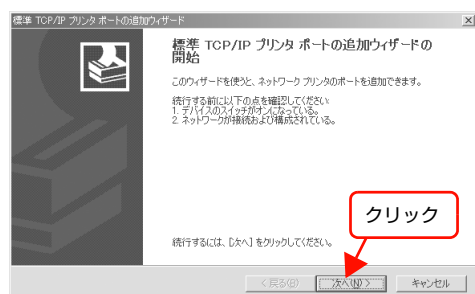 標準 TCP/IP プリンタ ポートの追加ウィザード
標準 TCP/IP プリンタ ポートの追加ウィザードの
開始
このウィザードを使うと、ネットワーク プリンタのポートを追加できます。
続行する前に以下の点を確認してください:
1. デバイスのスイッチがオンになっている。
2. ネットワークが接続および構成されている。
クリック
続行するには、[次へ] をクリックしてください。
< 戻る(B)
次へ(N) >
キャンセル